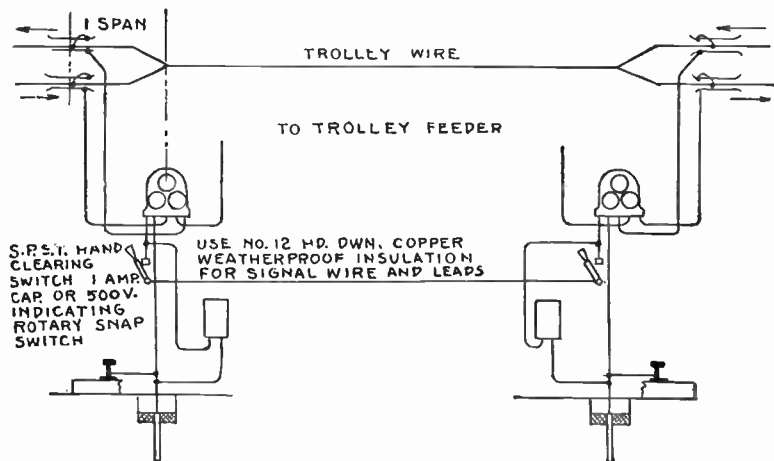 1 SPAN
TROLLEY WIRE
TO TROLLEY FEEDER
S.P.S.T. HAND
CLEARING
SWITCH 1 AMP.
CAP. OR 500V.
INDICATING
ROTARY SNAP
SWITCH
USE NO. 12 HD. DWN. COPPER
WEATHERPROOF INSULATION
FOR SIGNAL WIRE AND LEADS